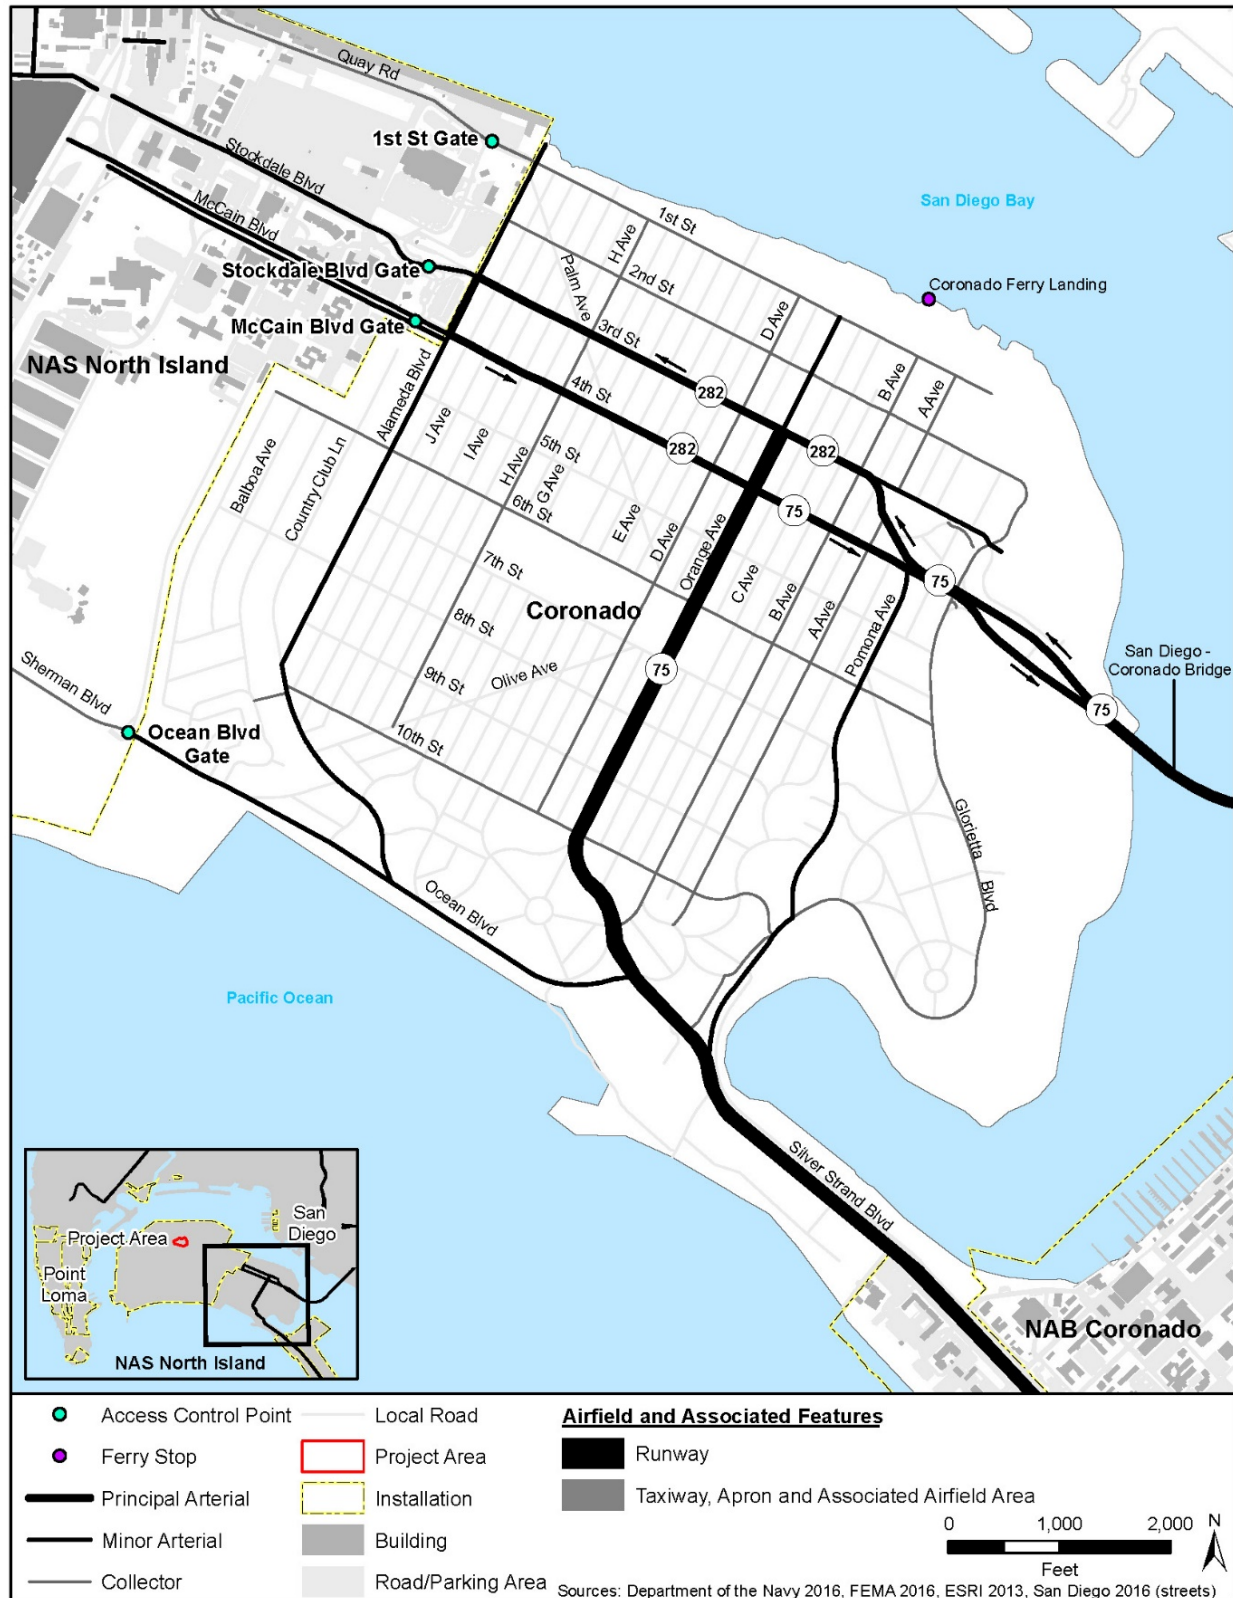 Quay Rd
1st St Gate
Stockdale Blvd
McCain Blvd
San Diego Bay
1st St
H Ave
2nd St
Stockdale Blvd Gate
Palm Ave
Coronado Ferry Landing
D Ave
McCain Blvd Gate
3rd St
NAS North Island
B Ave
A Ave
4th St
282
Alameda Blvd
J Ave
I Ave
H Ave
5th St
G Ave
282
282
Balboa Ave
Country Club Ln
6th St
E Ave
D Ave
Orange Ave
75
7th St
C Ave
B Ave
A Ave
Pomona Ave
75
Coronado
8th St
Olive Ave
9th St
75
San Diego -
Coronado Bridge
Sherman Blvd
75
Ocean Blvd
Gate
10th St
Glorietta Blvd
Ocean Blvd
Pacific Ocean
Silver Strand Blvd
NAB Coronado
San
Diego
Project Area
Point
Loma
NAS North Island
Access Control Point
Ferry Stop
Principal Arterial
Minor Arterial
Collector
Local Road
Project Area
Installation
Building
Road/Parking Area
Airfield and Associated Features
Runway
Taxiway, Apron and Associated Airfield Area
0 1,000 2,000
Feet
N
Sources: Department of the Navy 2016, FEMA 2016, ESRI 2013, San Diego 2016 (streets)